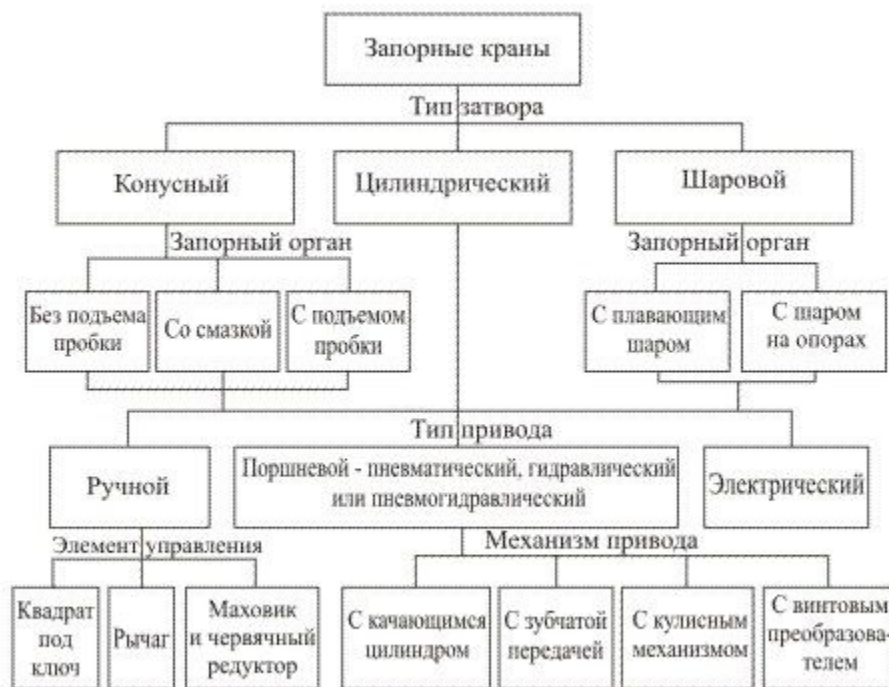 Запорные краны
Тип затвора
Конусный
Цилиндрический
Шаровой
Запорный орган
Запорный орган
Без подъема
пробки
Со смазкой
С подъемом
пробки
С плавающим
шаром
С шаром
на опорах
Тип привода
Ручной
Поршневой - пневматический, гидравлический
или пневмогидравлический
Электрический
Элемент управления
Механизм привода
Квадрат
под
ключ
Рычаг
Маховик
и червячный
редуктор
С качающимся
цилиндром
С зубчатой
передачей
С кулисным
механизмом
С винтовым
преобразова-
телем